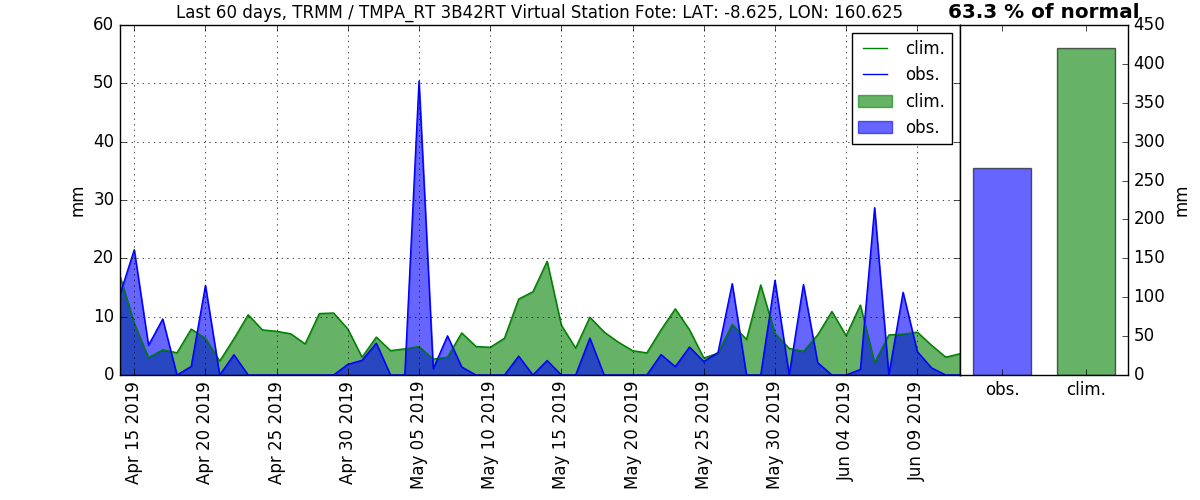 Last 60 days, TRMM / TMPA_RT 3B42RT Virtual Station Fote: LAT: -8.625, LON: 160.625
63.3 % of normal
60
50
40
30
20
10
0
mm
clim.
obs.
clim.
obs.
450
400
350
300
250
200
150
100
50
0
mm
Apr 15 2019
Apr 20 2019
Apr 25 2019
Apr 30 2019
May 05 2019
May 10 2019
May 15 2019
May 20 2019
May 25 2019
May 30 2019
Jun 04 2019
Jun 09 2019
obs.
clim.